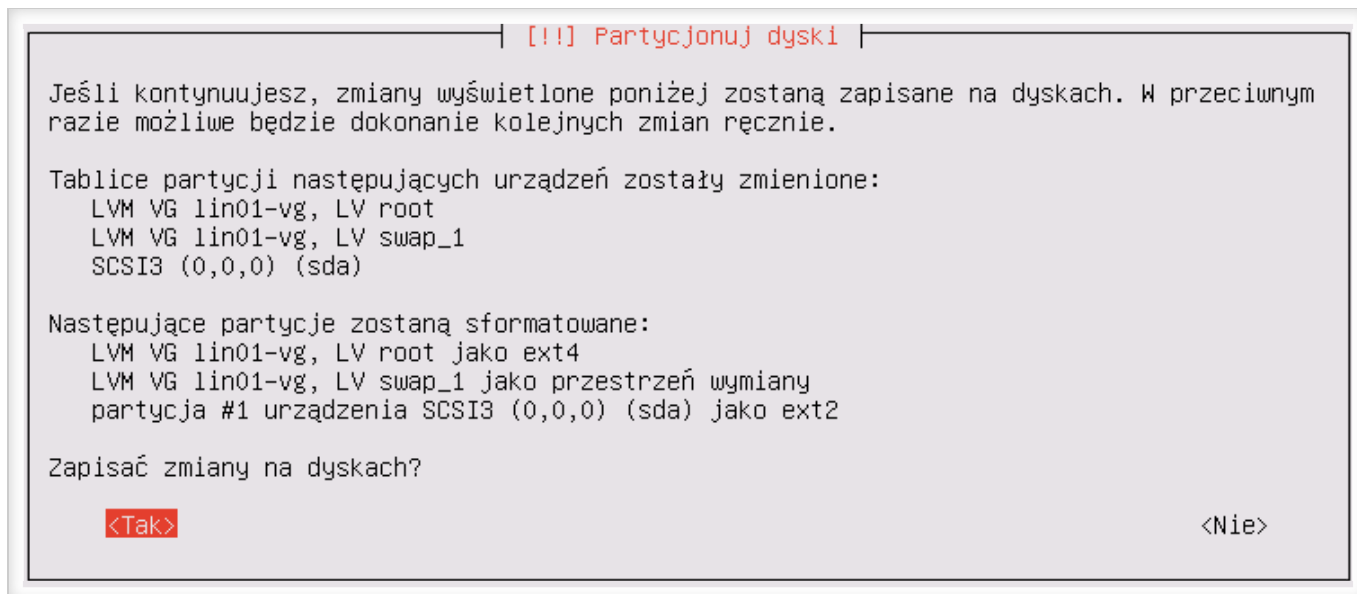 [!!] Partycjonuj dyski
Jeśli kontynuujesz, zmiany wyświetlone poniżej zostaną zapisane na dyskach. W przeciwnym
razie możliwe będzie dokonanie kolejnych zmian ręcznie.
Tablice partycji następujących urządzeń zostały zmienione:
LVM VG lin01-vg, LV root
LVM VG lin01-vg, LV swap_1
SCSI3 (0,0,0) (sda)
Następujące partycje zostaną sformatowane:
LVM VG lin01-vg, LV root jako ext4
LVM VG lin01-vg, LV swap_1 jako przestrzeń wymiany
partycja #1 urządzenia SCSI3 (0,0,0) (sda) jako ext2
Zapisać zmiany na dyskach?
<Tak> <Nie>